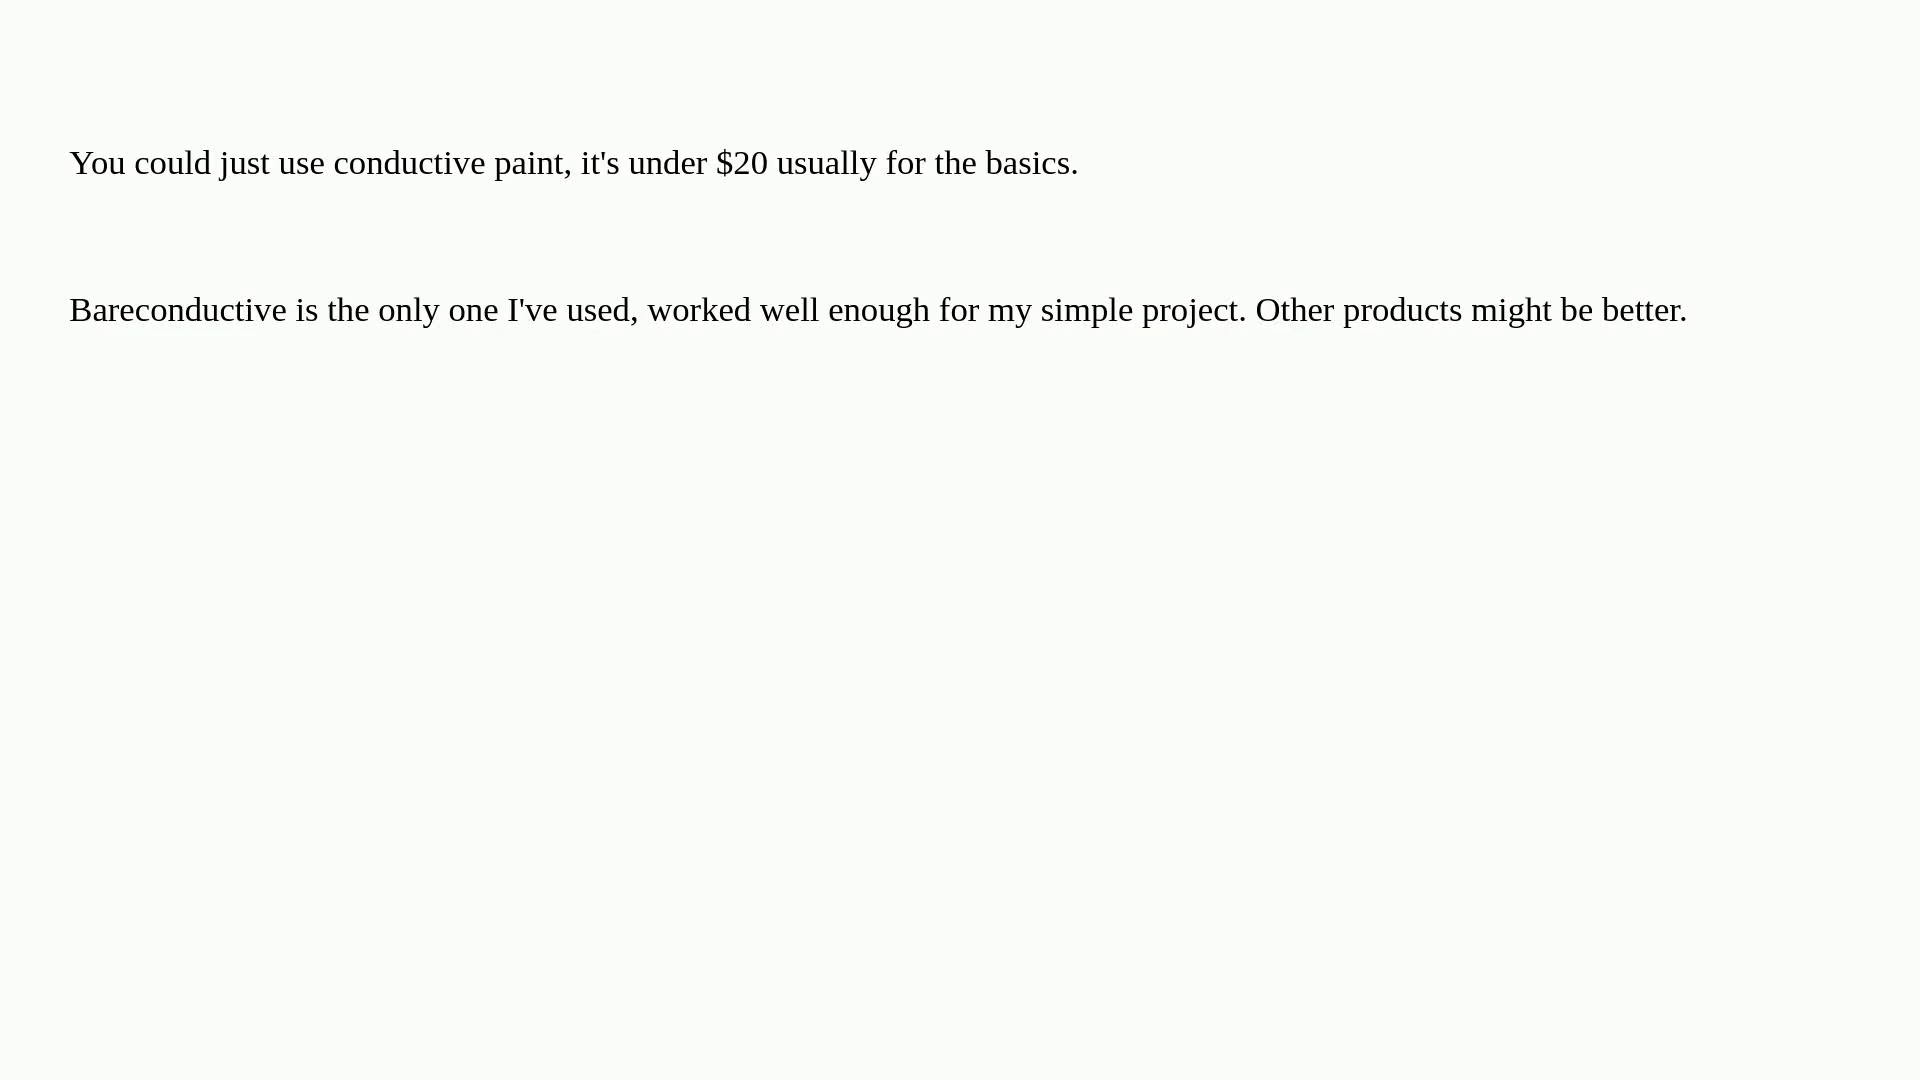 You could just use conductive paint, it's under $20 usually for the basics.
Bareconductive is the only one I've used, worked well enough for my simple project. Other products might be better.